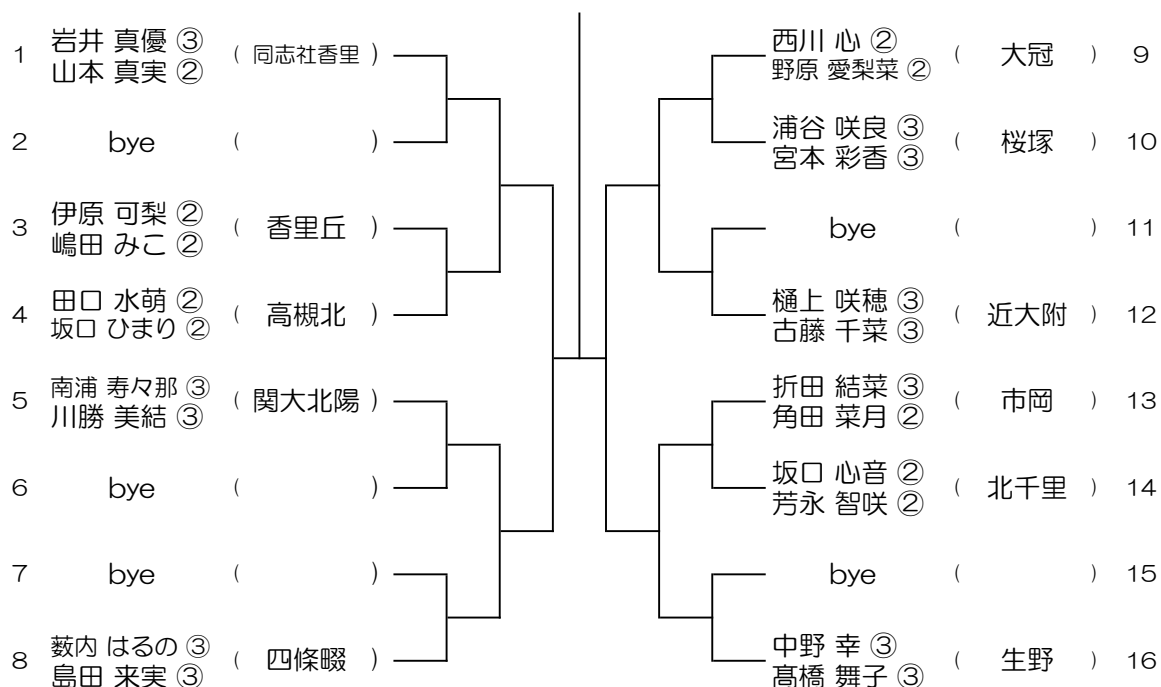 1 岩井 真優 ③ ( 同志社香里 )
山本 真実 ②
2 bye ( )
3 伊原 可梨 ② ( 香里丘 )
嶋田 みこ ②
4 田口 水萌 ② ( 高槻北 )
坂口 ひまり ②
5 南浦 寿々那 ③ ( 関大北陽 )
川勝 美結 ③
6 bye ( )
7 bye ( )
8 薮内 はるの ③ ( 四條畷 )
島田 来実 ③
西川 心 ② ( 大冠 ) 9
野原 愛梨菜 ②
浦谷 咲良 ③ ( 桜塚 ) 10
宮本 彩香 ③
bye ( ) 11
樋上 咲穂 ③ ( 近大附 ) 12
古藤 千菜 ③
折田 結菜 ③ ( 市岡 ) 13
角田 菜月 ②
坂口 心音 ② ( 北千里 ) 14
芳永 智咲 ②
bye ( ) 15
中野 幸 ③ ( 生野 ) 16
髙橋 舞子 ③